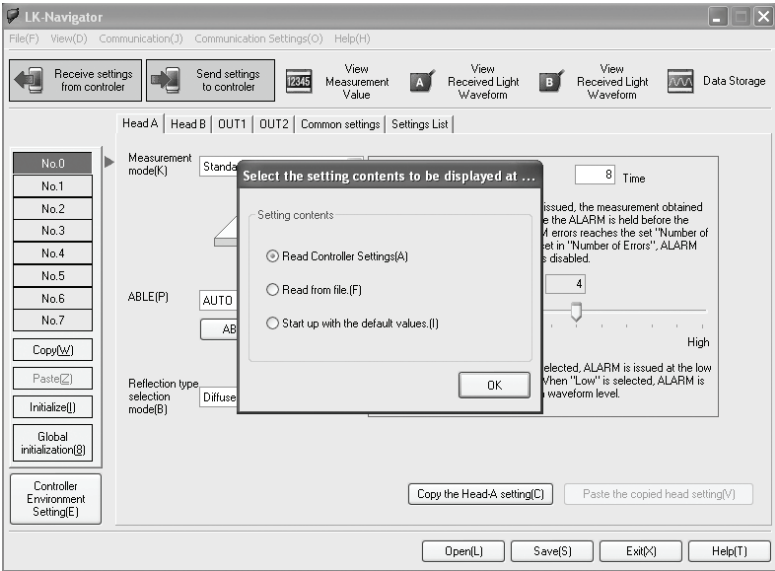 LK-Navigator
File(F) View(D) Communication(J) Communication Settings(O) Help(H)
Receive settings
from controler
Send settings
to controler
12345
View
Measurement
Value
A
View
Received Light
Waveform
B
View
Received Light
Waveform
Data Storage
Head A Head B OUT1 OUT2 Common settings Settings List
No.0
No.1
No.2
No.3
No.4
No.5
No.6
No.7
Copy(W)
Paste(Z)
Initialize(I)
Global
initialization(8)
Controller
Environment
Setting(E)
Measurement
mode(K)
Standa
ABLE(P)
AUTO
AB
Reflection type
selection
mode(B)
Diffuse
Select the setting contents to be displayed at ...
Setting contents
Read Controller Settings(A)
Read from file.(F)
Start up with the default values.(I)
OK
8 Time
issued, the measurement obtained
e the ALARM is held before the
M errors reaches the set "Number of
et in "Number of Errors", ALARM
s disabled.
4
High
elected, ALARM is issued at the low
When "Low" is selected, ALARM is
waveform level.
Copy the Head-A setting(C)
Paste the copied head setting(V)
Open(L) Save(S) Exit(X) Help(T)